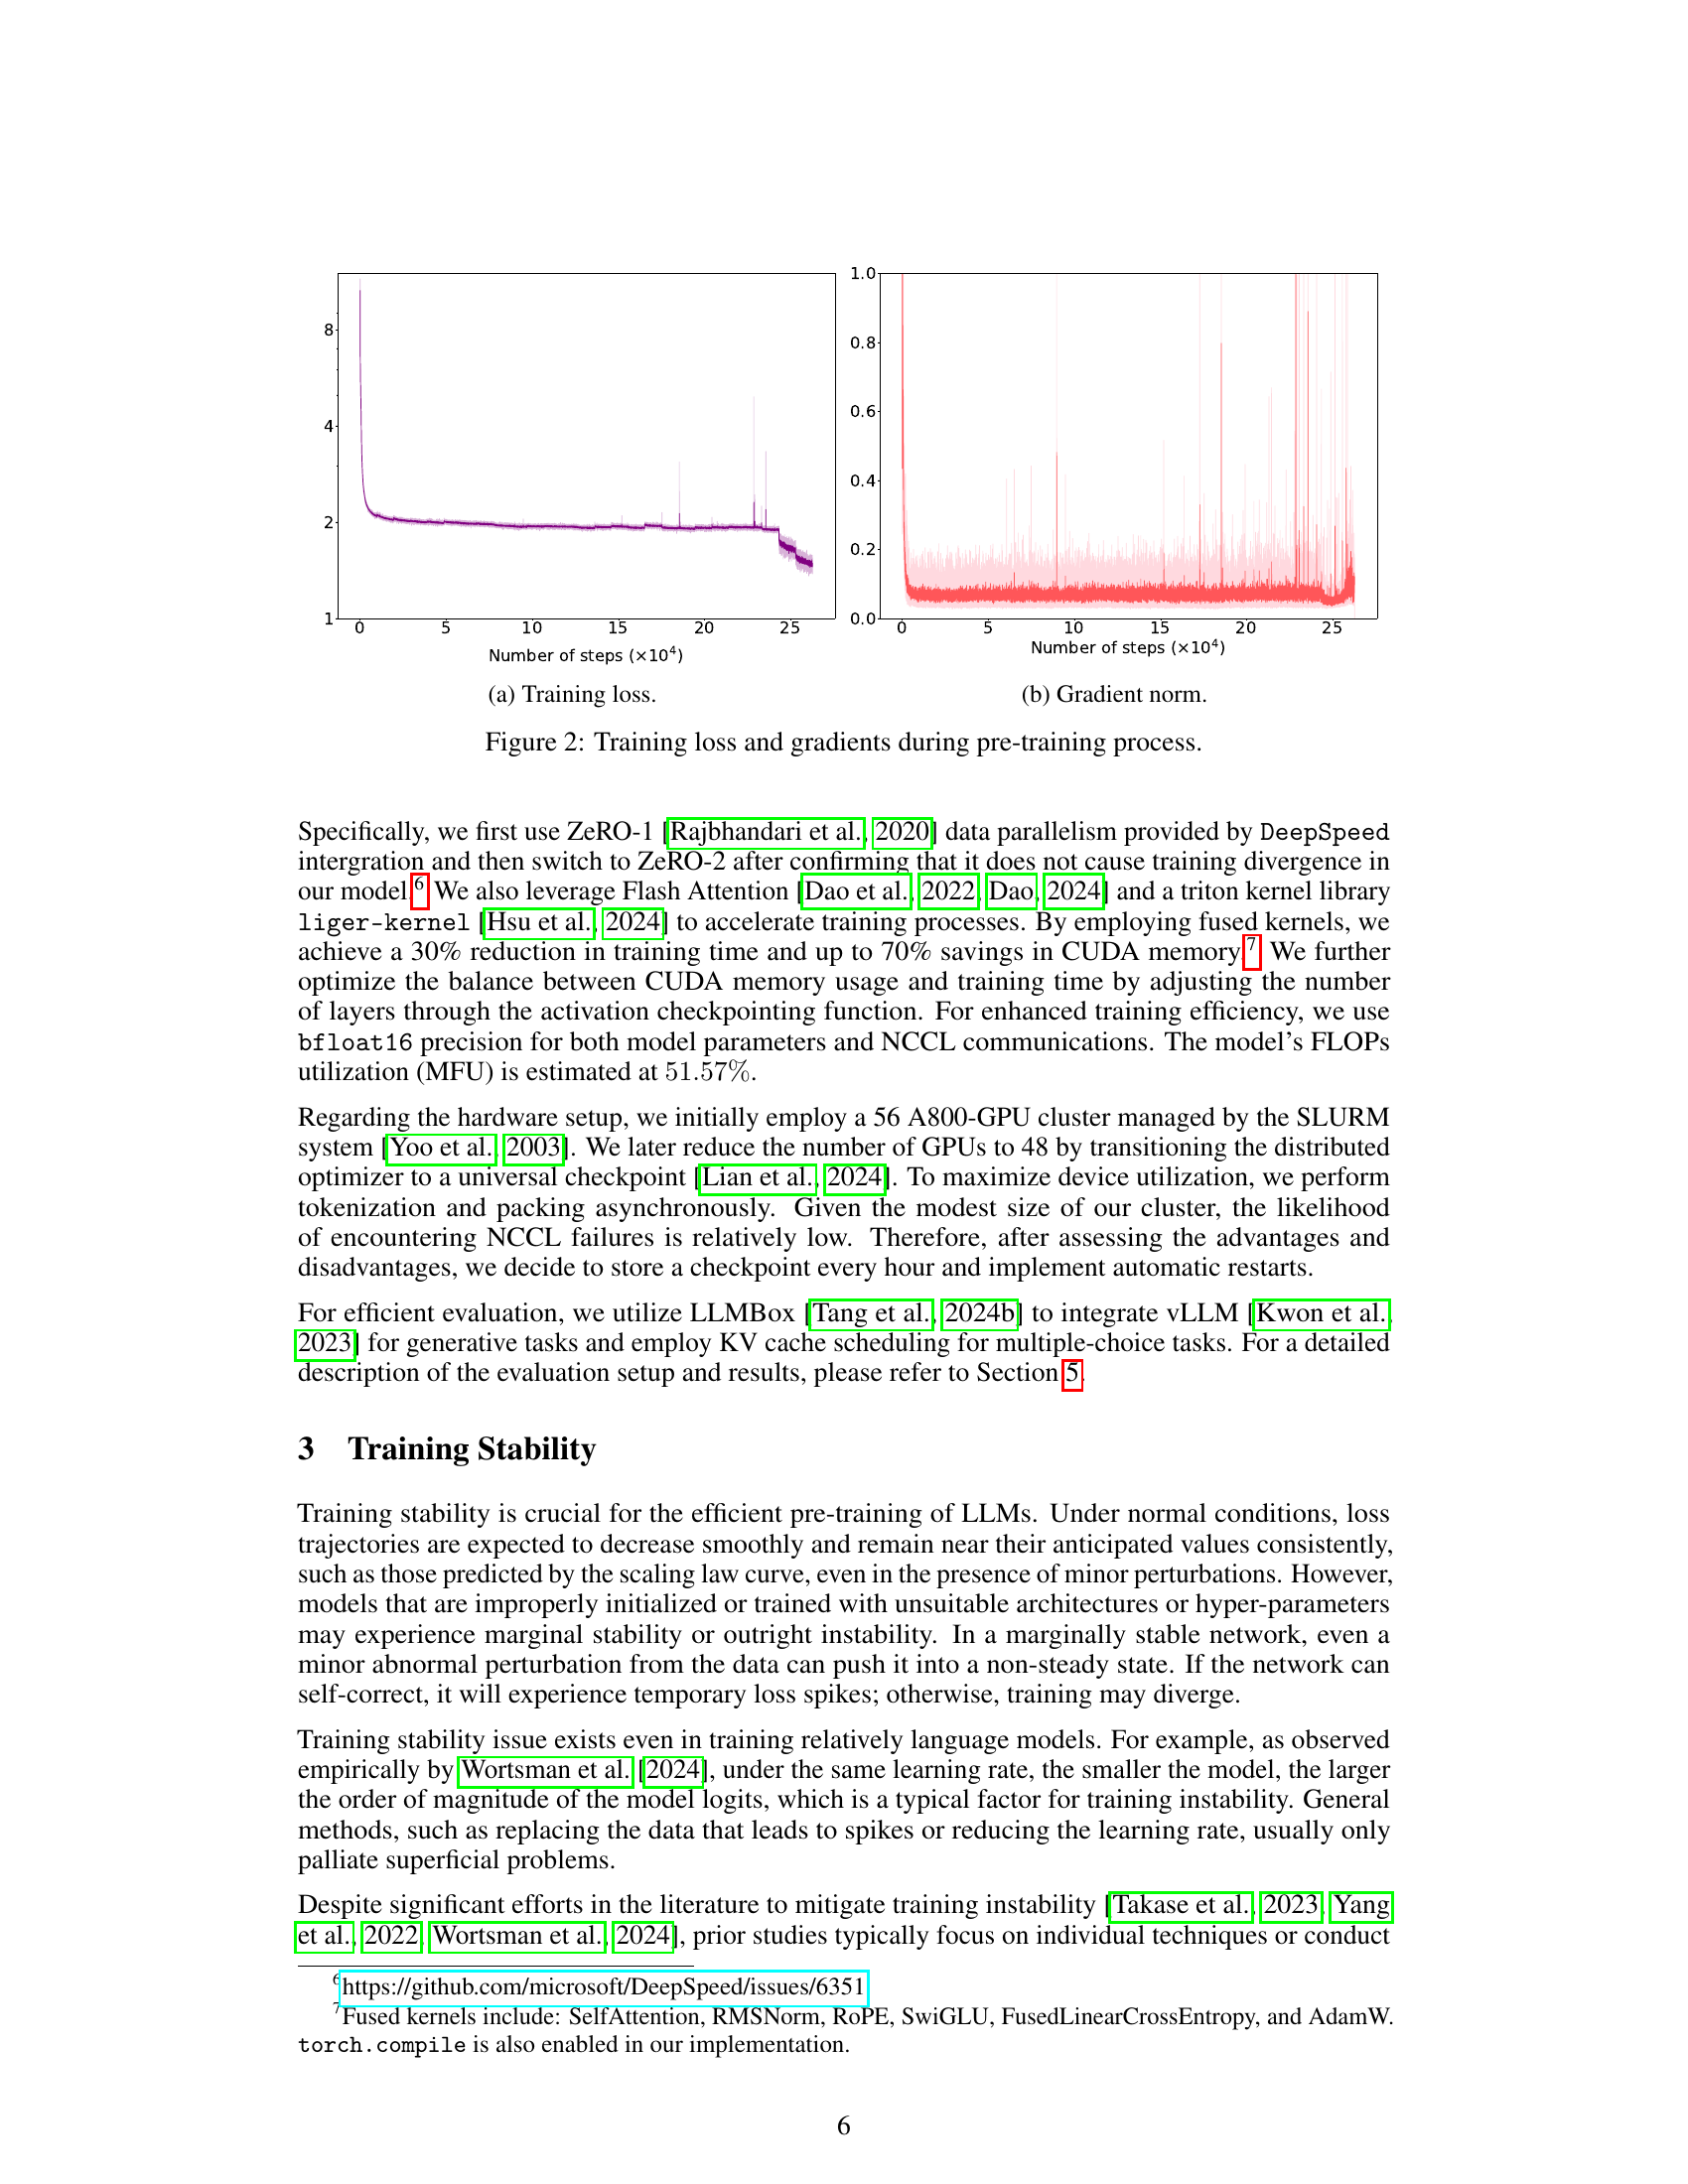 8
4
2
1
0 5 10 15 20 25
Number of steps (×10⁴)
(a) Training loss.
1.0
0.8
0.6
0.4
0.2
0.0
0 5 10 15 20 25
Number of steps (×10⁴)
(b) Gradient norm.
Figure 2: Training loss and gradients during pre-training process.
Specifically, we first use ZeRO-1 [Rajbhandari et al., 2020] data parallelism provided by DeepSpeed
intergration and then switch to ZeRO-2 after confirming that it does not cause training divergence in
our model.⁶ We also leverage Flash Attention [Dao et al., 2022, Dao, 2024] and a triton kernel library
liger-kernel [Hsu et al., 2024] to accelerate training processes. By employing fused kernels, we
achieve a 30% reduction in training time and up to 70% savings in CUDA memory.⁷ We further
optimize the balance between CUDA memory usage and training time by adjusting the number
of layers through the activation checkpointing function. For enhanced training efficiency, we use
bfloat16 precision for both model parameters and NCCL communications. The model's FLOPs
utilization (MFU) is estimated at 51.57%.
Regarding the hardware setup, we initially employ a 56 A800-GPU cluster managed by the SLURM
system [Yoo et al., 2003]. We later reduce the number of GPUs to 48 by transitioning the distributed
optimizer to a universal checkpoint [Lian et al., 2024]. To maximize device utilization, we perform
tokenization and packing asynchronously. Given the modest size of our cluster, the likelihood
of encountering NCCL failures is relatively low. Therefore, after assessing the advantages and
disadvantages, we decide to store a checkpoint every hour and implement automatic restarts.
For efficient evaluation, we utilize LLMBox [Tang et al., 2024b] to integrate vLLM [Kwon et al.,
2023] for generative tasks and employ KV cache scheduling for multiple-choice tasks. For a detailed
description of the evaluation setup and results, please refer to Section 5.
3 Training Stability
Training stability is crucial for the efficient pre-training of LLMs. Under normal conditions, loss
trajectories are expected to decrease smoothly and remain near their anticipated values consistently,
such as those predicted by the scaling law curve, even in the presence of minor perturbations. However,
models that are improperly initialized or trained with unsuitable architectures or hyper-parameters
may experience marginal stability or outright instability. In a marginally stable network, even a
minor abnormal perturbation from the data can push it into a non-steady state. If the network can
self-correct, it will experience temporary loss spikes; otherwise, training may diverge.
Training stability issue exists even in training relatively language models. For example, as observed
empirically by Wortsman et al. [2024], under the same learning rate, the smaller the model, the larger
the order of magnitude of the model logits, which is a typical factor for training instability. General
methods, such as replacing the data that leads to spikes or reducing the learning rate, usually only
palliate superficial problems.
Despite significant efforts in the literature to mitigate training instability [Takase et al., 2023, Yang
et al., 2022, Wortsman et al., 2024], prior studies typically focus on individual techniques or conduct
⁶https://github.com/microsoft/DeepSpeed/issues/6351
⁷Fused kernels include: SelfAttention, RMSNorm, RoPE, SwiGLU, FusedLinearCrossEntropy, and AdamW.
torch.compile is also enabled in our implementation.
6